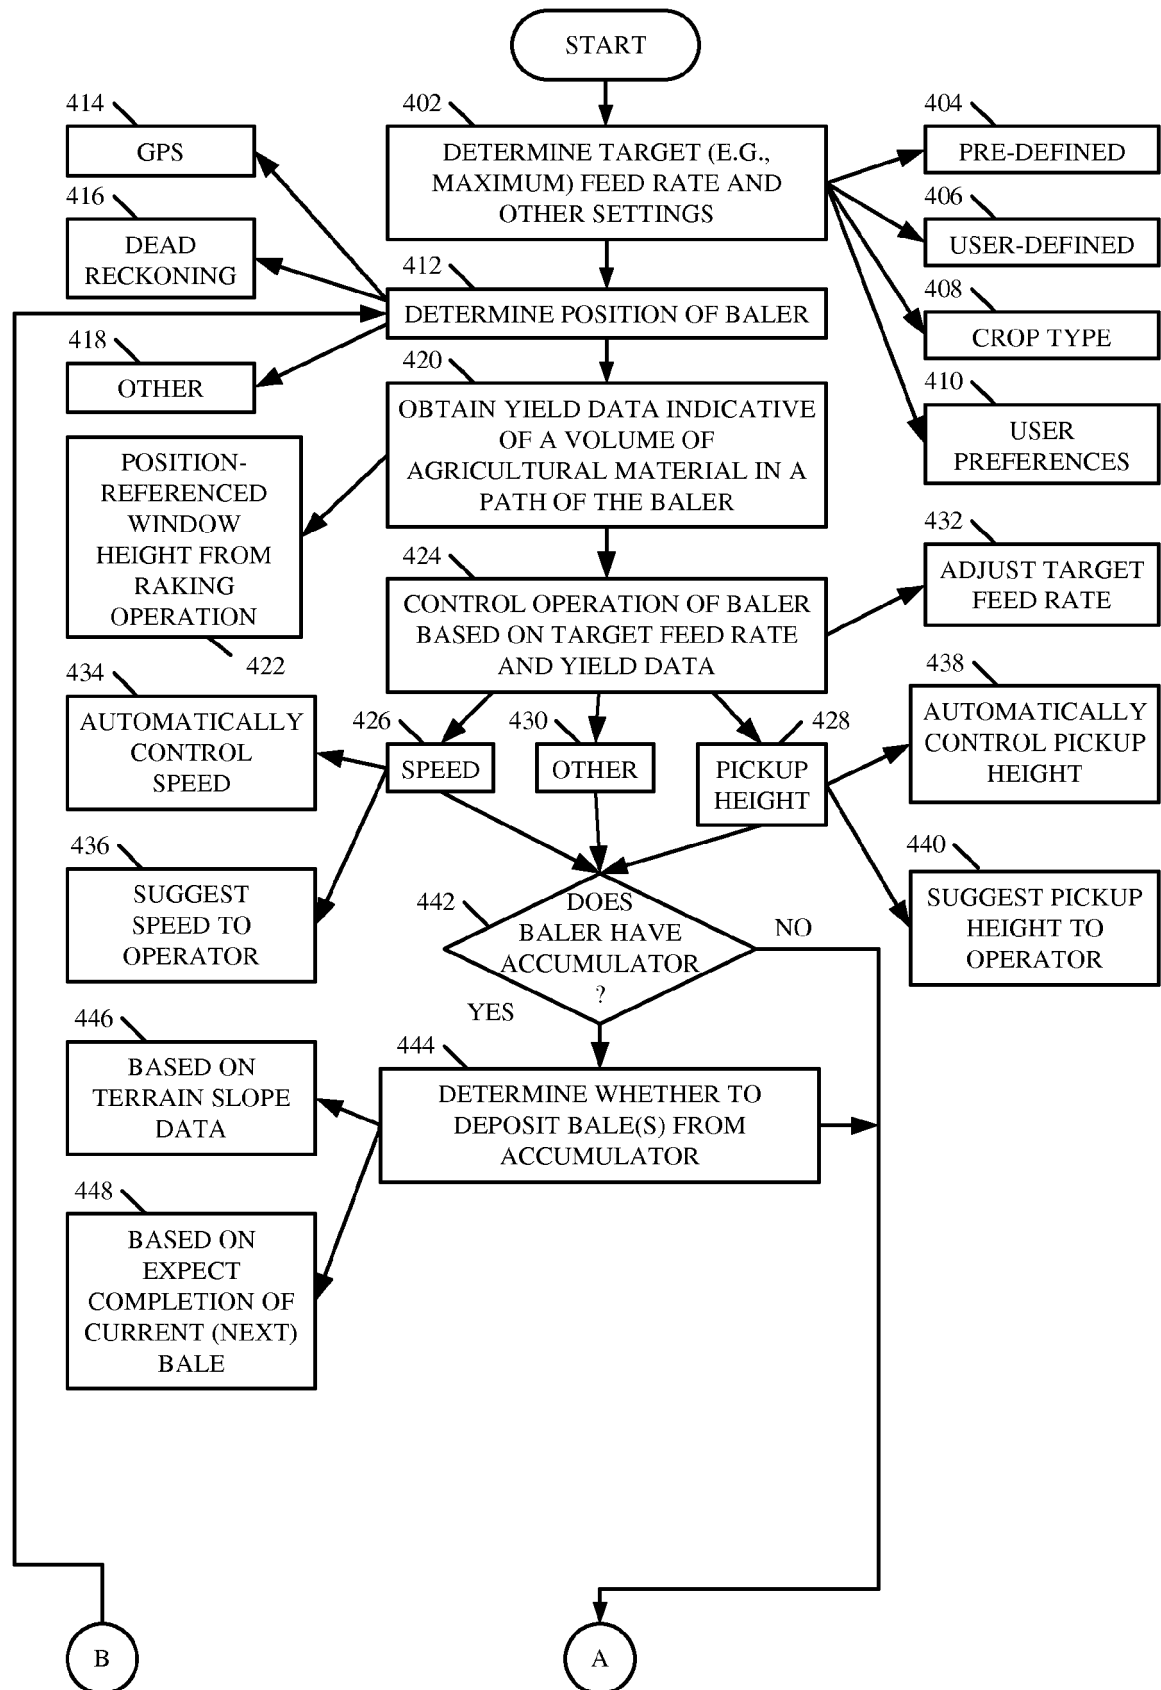 START
414
GPS
416
DEAD
RECKONING
418
OTHER
402
DETERMINE TARGET (E.G.,
MAXIMUM) FEED RATE AND
OTHER SETTINGS
404
PRE-DEFINED
406
USER-DEFINED
408
CROP TYPE
410
USER
PREFERENCES
412
DETERMINE POSITION OF BALER
420
OBTAIN YIELD DATA INDICATIVE
OF A VOLUME OF
AGRICULTURAL MATERIAL IN A
PATH OF THE BALER
POSITION-
REFERENCED
WINDOW
HEIGHT FROM
RAKING
OPERATION
422
424
CONTROL OPERATION OF BALER
BASED ON TARGET FEED RATE
AND YIELD DATA
432
ADJUST TARGET
FEED RATE
434
AUTOMATICALLY
CONTROL
SPEED
426
SPEED
430
OTHER
428
PICKUP
HEIGHT
438
AUTOMATICALLY
CONTROL PICKUP
HEIGHT
436
SUGGEST
SPEED TO
OPERATOR
440
SUGGEST PICKUP
HEIGHT TO
OPERATOR
442
DOES
BALER HAVE
ACCUMULATOR
?
NO
YES
446
BASED ON
TERRAIN SLOPE
DATA
444
DETERMINE WHETHER TO
DEPOSIT BALE(S) FROM
ACCUMULATOR
448
BASED ON
EXPECT
COMPLETION OF
CURRENT (NEXT)
BALE
B
A